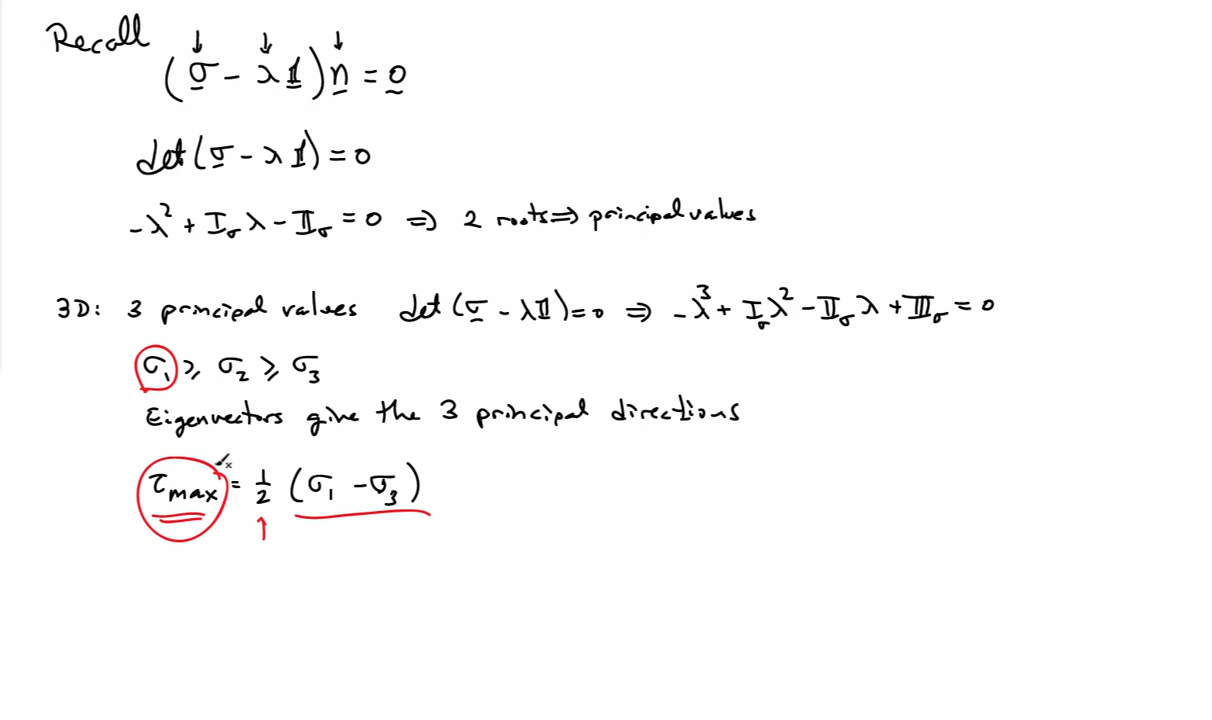 Recall
(σ - λ𝟙) n = 0
det(σ - λ𝟙) = 0
-λ² + I_σ λ - II_σ = 0 ⇒ 2 roots ⇒ principal values
3D: 3 principal values det(σ - λ𝟙) = 0 ⇒ -λ³ + I_σ λ² - II_σ λ + III_σ = 0
σ₁ ≥ σ₂ ≥ σ₃
Eigenvectors give the 3 principal directions
τ_max = 1/2 (σ₁ - σ₃)